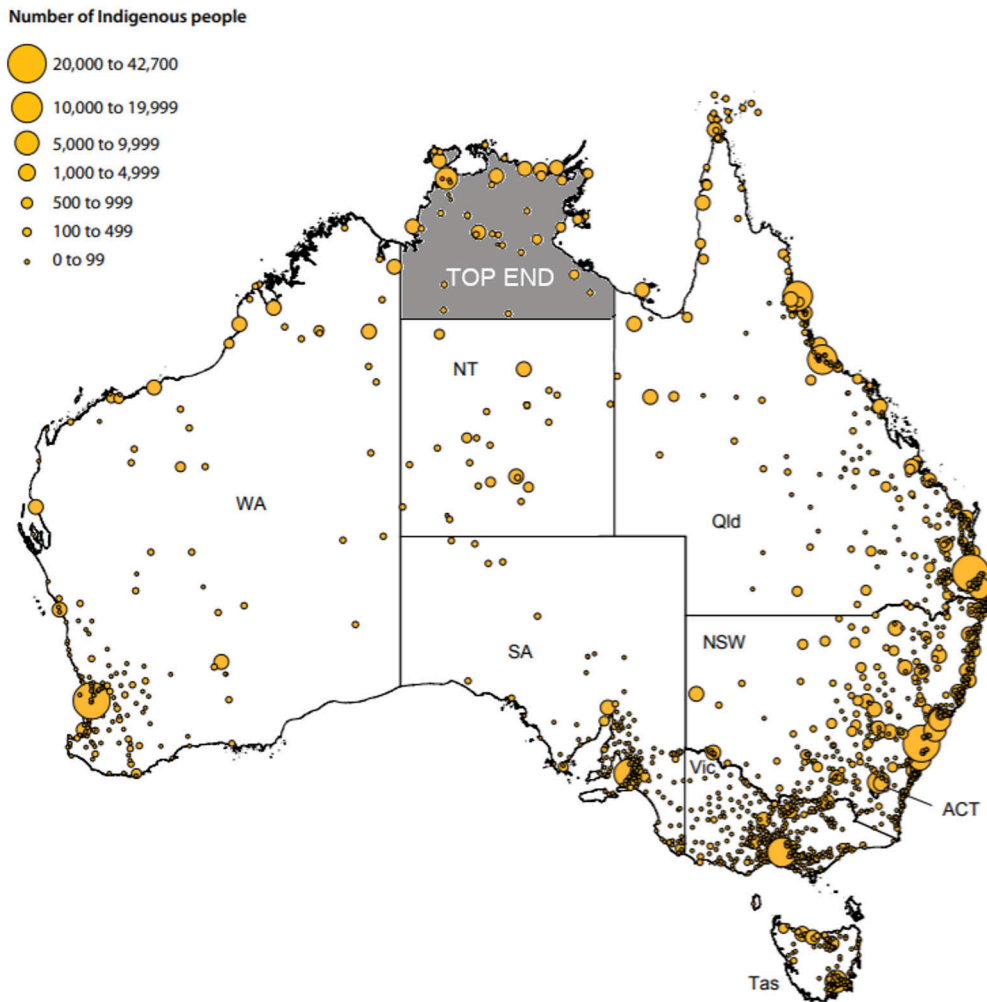 Number of Indigenous people
20,000 to 42,700
10,000 to 19,999
5,000 to 9,999
1,000 to 4,999
500 to 999
100 to 499
0 to 99
TOP END
NT
WA
Qld
SA
NSW
Vic
ACT
Tas